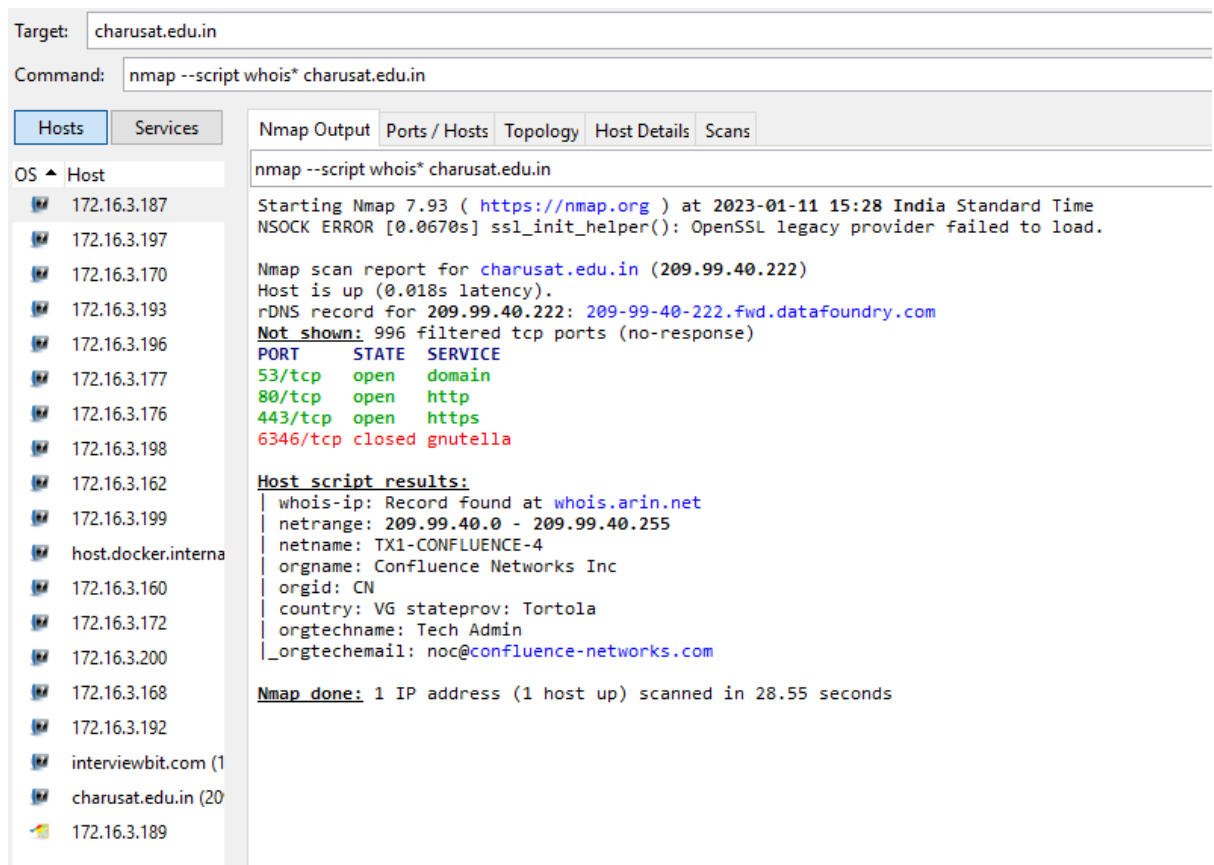 Target: charusat.edu.in
Command: nmap --script whois* charusat.edu.in
Hosts Services
OS Host
172.16.3.187
172.16.3.197
172.16.3.170
172.16.3.193
172.16.3.196
172.16.3.177
172.16.3.176
172.16.3.198
172.16.3.162
172.16.3.199
host.docker.interna
172.16.3.160
172.16.3.172
172.16.3.200
172.16.3.168
172.16.3.192
interviewbit.com (1
charusat.edu.in (20
172.16.3.189
Nmap Output Ports / Hosts Topology Host Details Scans
nmap --script whois* charusat.edu.in
Starting Nmap 7.93 ( https://nmap.org ) at 2023-01-11 15:28 India Standard Time
NSOCK ERROR [0.0670s] ssl_init_helper(): OpenSSL legacy provider failed to load.
Nmap scan report for charusat.edu.in (209.99.40.222)
Host is up (0.018s latency).
rDNS record for 209.99.40.222: 209-99-40-222.fwd.datafoundry.com
Not shown: 996 filtered tcp ports (no-response)
PORT STATE SERVICE
53/tcp open domain
80/tcp open http
443/tcp open https
6346/tcp closed gnutella
Host script results:
| whois-ip: Record found at whois.arin.net
| netrange: 209.99.40.0 - 209.99.40.255
| netname: TX1-CONFLUENCE-4
| orgname: Confluence Networks Inc
| orgid: CN
| country: VG stateprov: Tortola
| orgtechname: Tech Admin
|_orgtechemail: noc@confluence-networks.com
Nmap done: 1 IP address (1 host up) scanned in 28.55 seconds